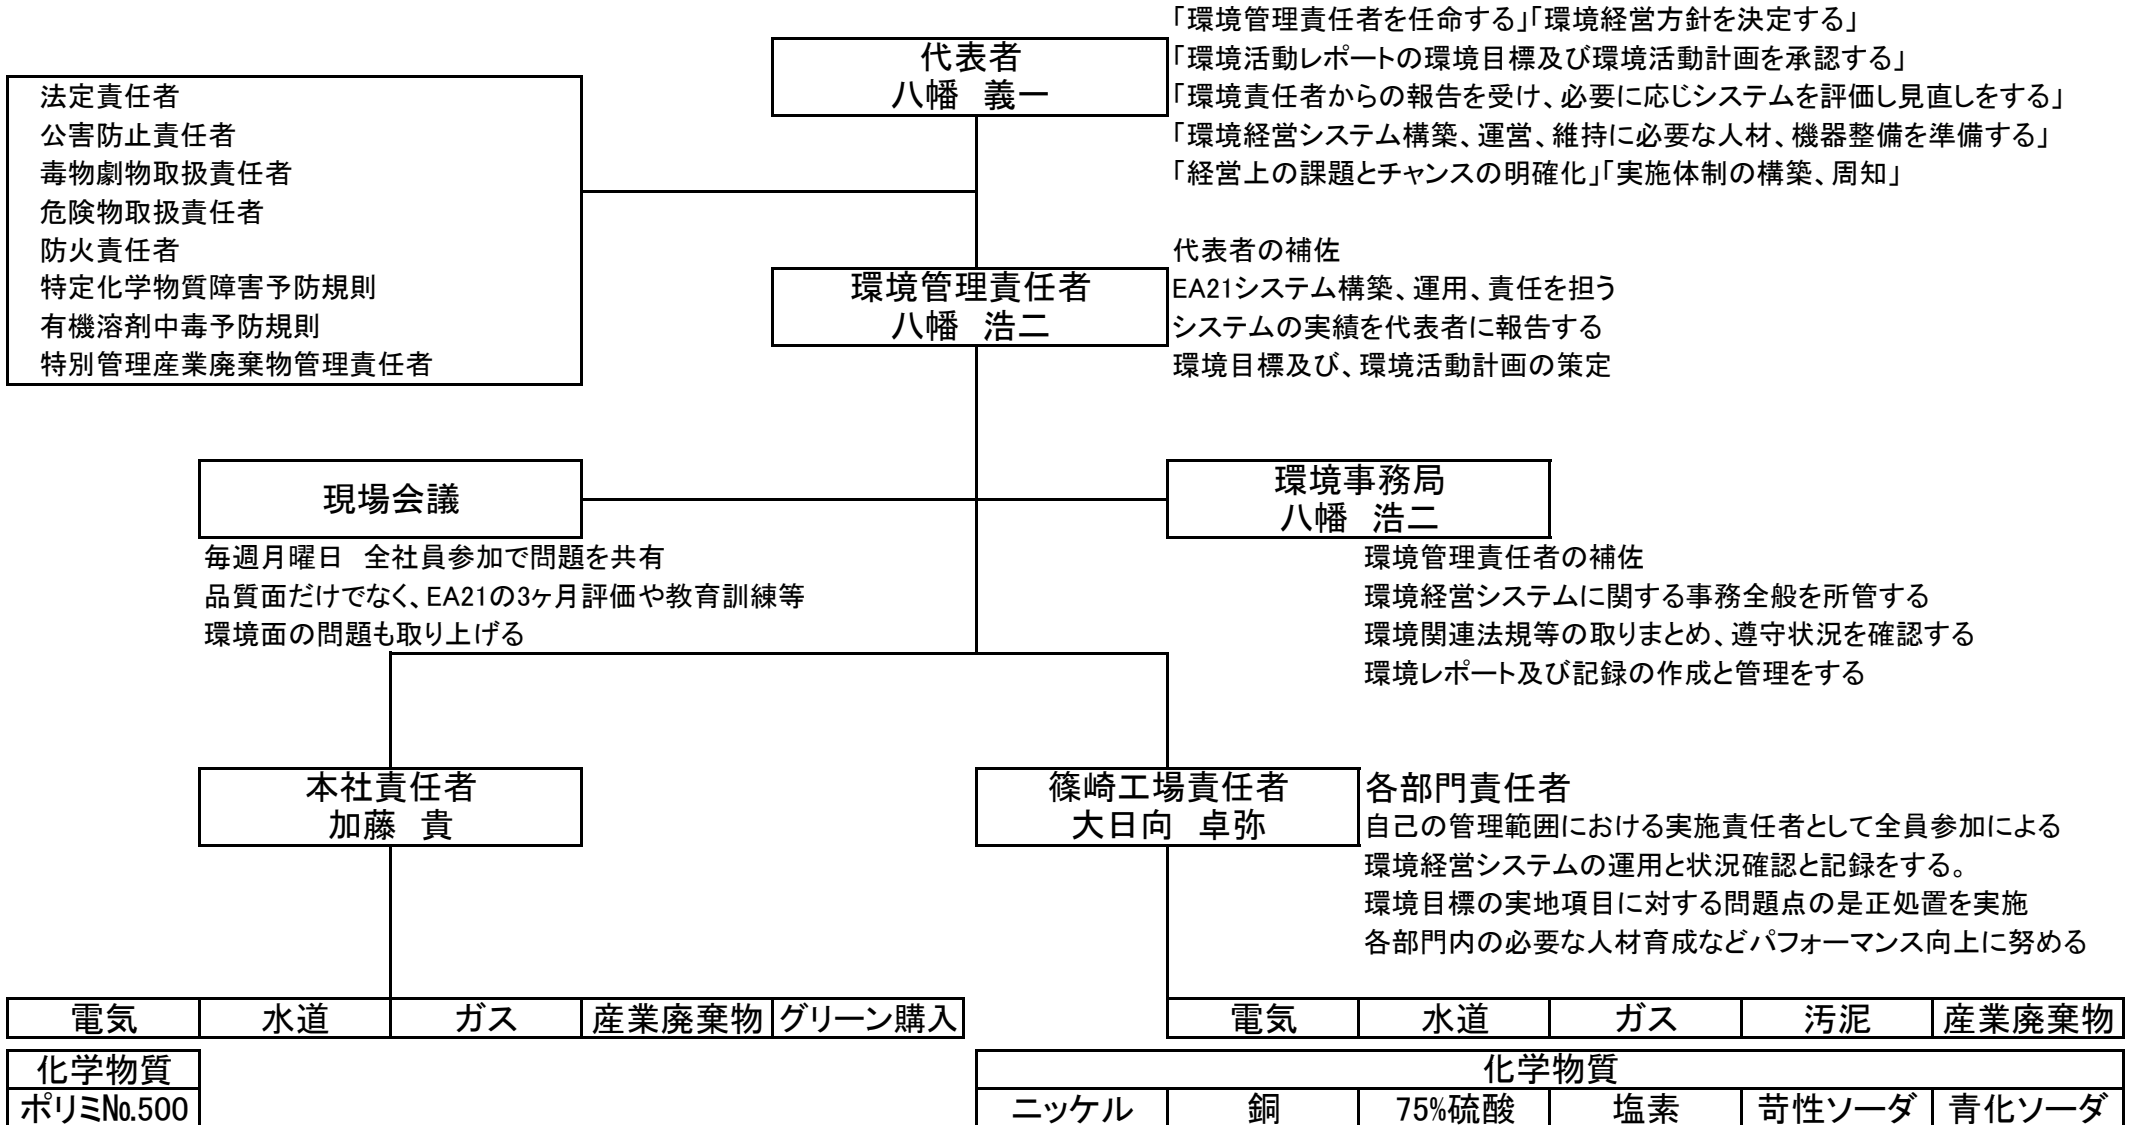 「環境管理責任者を任命する」「環境経営方針を決定する」
代表者
八幡　義一
「環境活動レポートの環境目標及び環境活動計画を承認する」
「環境責任者からの報告を受け、必要に応じシステムを評価し見直しをする」
「環境経営システム構築、運営、維持に必要な人材、機器整備を準備する」
「経営上の課題とチャンスの明確化」「実施体制の構築、周知」
法定責任者
公害防止責任者
毒物劇物取扱責任者
危険物取扱責任者
防火責任者
特定化学物質障害予防規則
有機溶剤中毒予防規則
特別管理産業廃棄物管理責任者
環境管理責任者
八幡　浩二
代表者の補佐
EA21システム構築、運用、責任を担う
システムの実績を代表者に報告する
環境目標及び、環境活動計画の策定
現場会議
毎週月曜日　全社員参加で問題を共有
品質面だけでなく、EA21の3ヶ月評価や教育訓練等
環境面の問題も取り上げる
環境事務局
八幡　浩二
環境管理責任者の補佐
環境経営システムに関する事務全般を所管する
環境関連法規等の取りまとめ、遵守状況を確認する
環境レポート及び記録の作成と管理をする
本社責任者
加藤　貴
篠崎工場責任者
大日向　卓弥
各部門責任者
自己の管理範囲における実施責任者として全員参加による
環境経営システムの運用と状況確認と記録をする。
環境目標の実地項目に対する問題点の是正処置を実施
各部門内の必要な人材育成などパフォーマンス向上に努める
電気　水道　ガス　産業廃棄物　グリーン購入
化学物質
ポリミ№500
電気　水道　ガス　汚泥　産業廃棄物
化学物質
ニッケル　銅　75%硫酸　塩素　苛性ソーダ　青化ソーダ